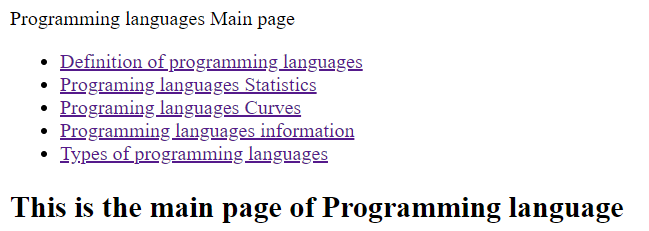 Programming languages Main page
Definition of programming languages
Programing languages Statistics
Programing languages Curves
Programming languages information
Types of programming languages
This is the main page of Programming language